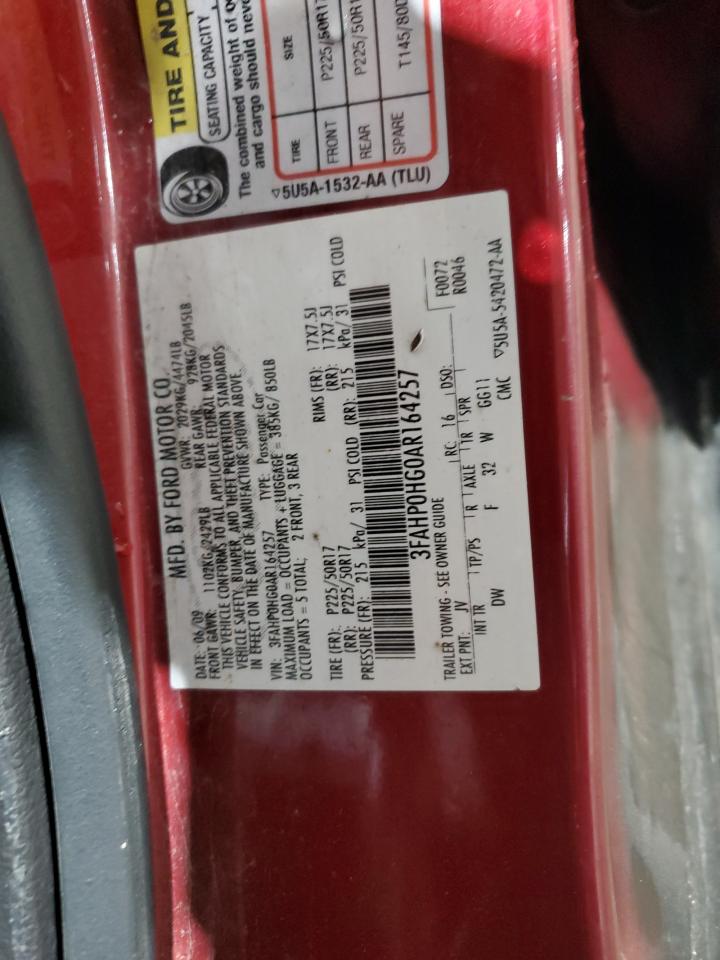 TIRE AND
SEATING CAPACITY
The combined weight of
and cargo should never
TIRE SIZE
FRONT P225/50R17
REAR P225/50R1
SPARE T145/80D
▽5U5A-1532-AA (TLU)
MFD. BY FORD MOTOR CO.
DATE: 06/09 GVWR: 2029KG/4474LB
FRONT GAWR: 1102KG/2429LB REAR GAWR: 928KG/2045LB
THIS VEHICLE CONFORMS TO ALL APPLICABLE FEDERAL MOTOR
VEHICLE SAFETY, BUMPER, AND THEFT PREVENTION STANDARDS
IN EFFECT ON THE DATE OF MANUFACTURE SHOWN ABOVE.
VIN: 3FAHP0HG0AR164257 TYPE: Passenger Car
MAXIMUM LOAD = OCCUPANTS + LUGGAGE = 385KG/ 850LB
OCCUPANTS = 5 TOTAL; 2 FRONT, 3 REAR
TIRE (FR): P225/50R17 RIMS (FR): 17X7.5J
(RR): P225/50R17 (RR): 17X7.5J
PRESSURE (FR): 215 kPa/ 31 PSI COLD (RR): 215 kPa/ 31 PSI COLD
3FAHP0HG0AR164257
F0072
R0046
TRAILER TOWING - SEE OWNER GUIDE
EXT PNT: JV RC: 16 DSO:
INT TR TP/PS R AXLE TR SPR
DW F 32 W GG11
CMC ▽5U5A-5420472-AA